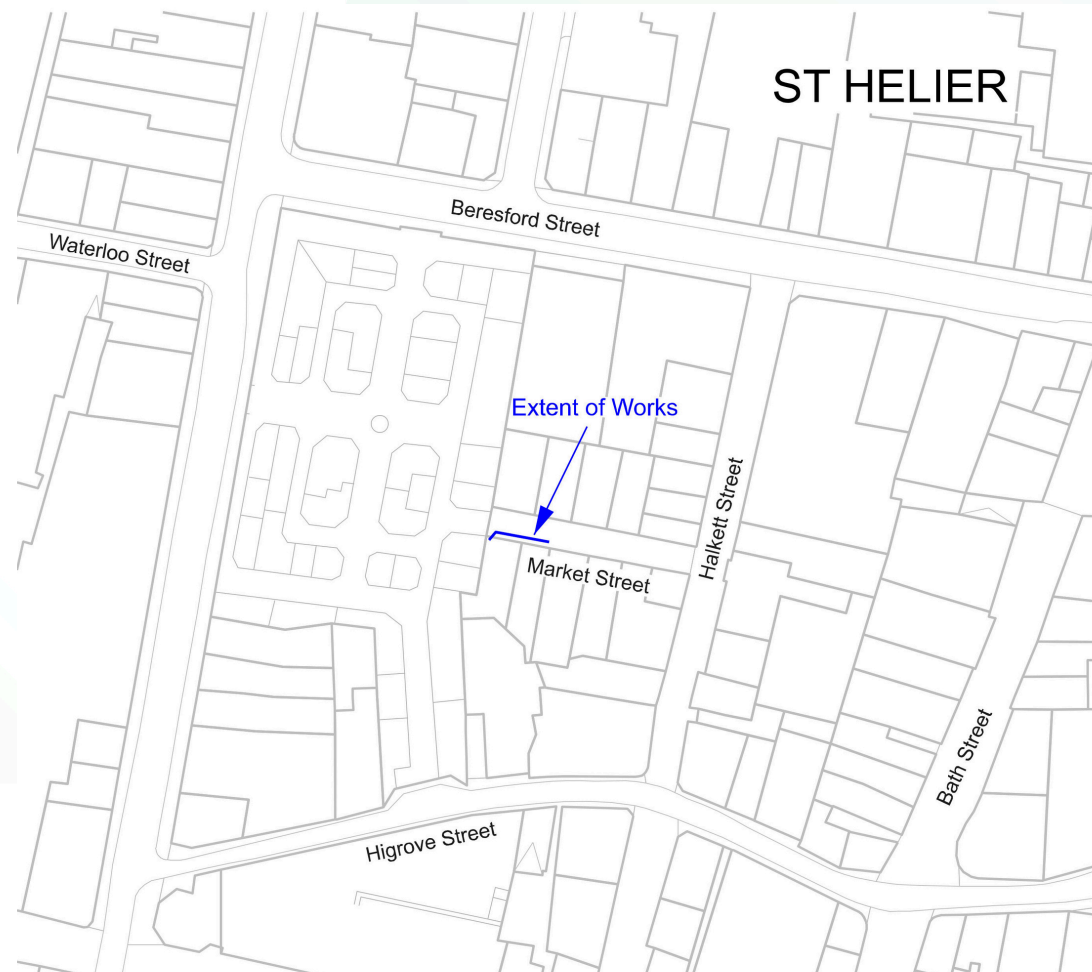 ST HELIER
Beresford Street
Waterloo Street
Extent of Works
Halkett Street
Market Street
Bath Street
Higrove Street